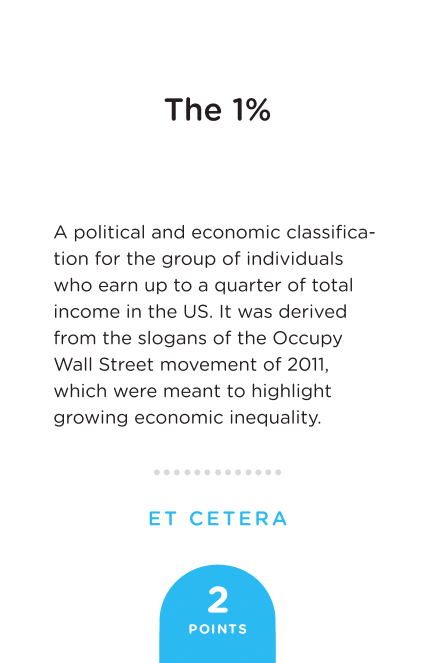 The 1%
A political and economic classifica-
tion for the group of individuals
who earn up to a quarter of total
income in the US. It was derived
from the slogans of the Occupy
Wall Street movement of 2011,
which were meant to highlight
growing economic inequality.
ET CETERA
2
POINTS